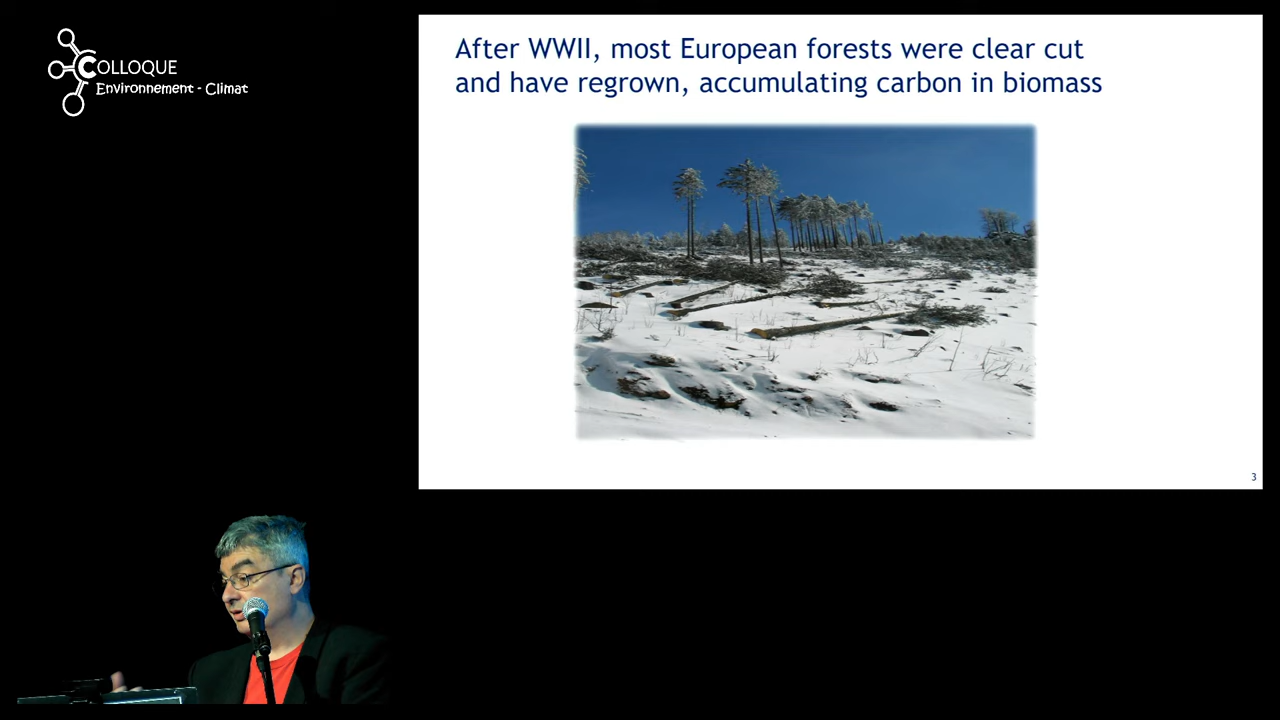 COLLOQUE
Environnement - Climat
After WWII, most European forests were clear cut
and have regrown, accumulating carbon in biomass
3